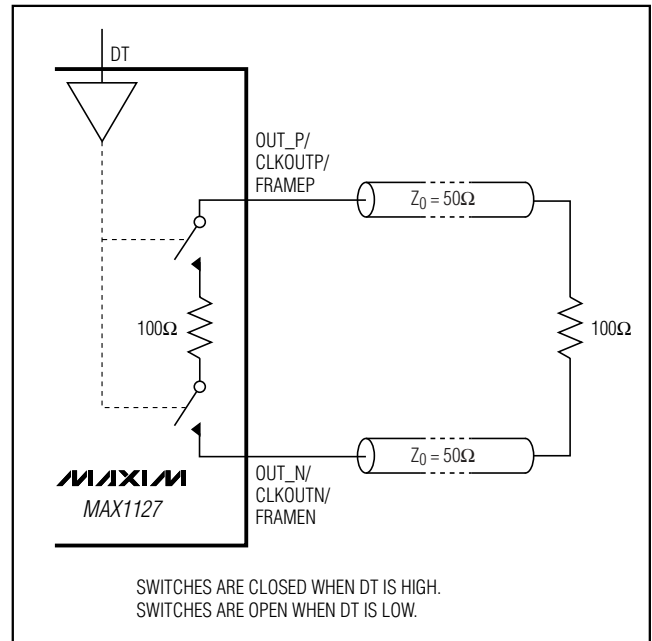 DT
OUT_P/
CLKOUTP/
FRAMEP
Z0 = 50Ω
100Ω
100Ω
Z0 = 50Ω
MAXIM
MAX1127
OUT_N/
CLKOUTN/
FRAMEN
SWITCHES ARE CLOSED WHEN DT IS HIGH.
SWITCHES ARE OPEN WHEN DT IS LOW.